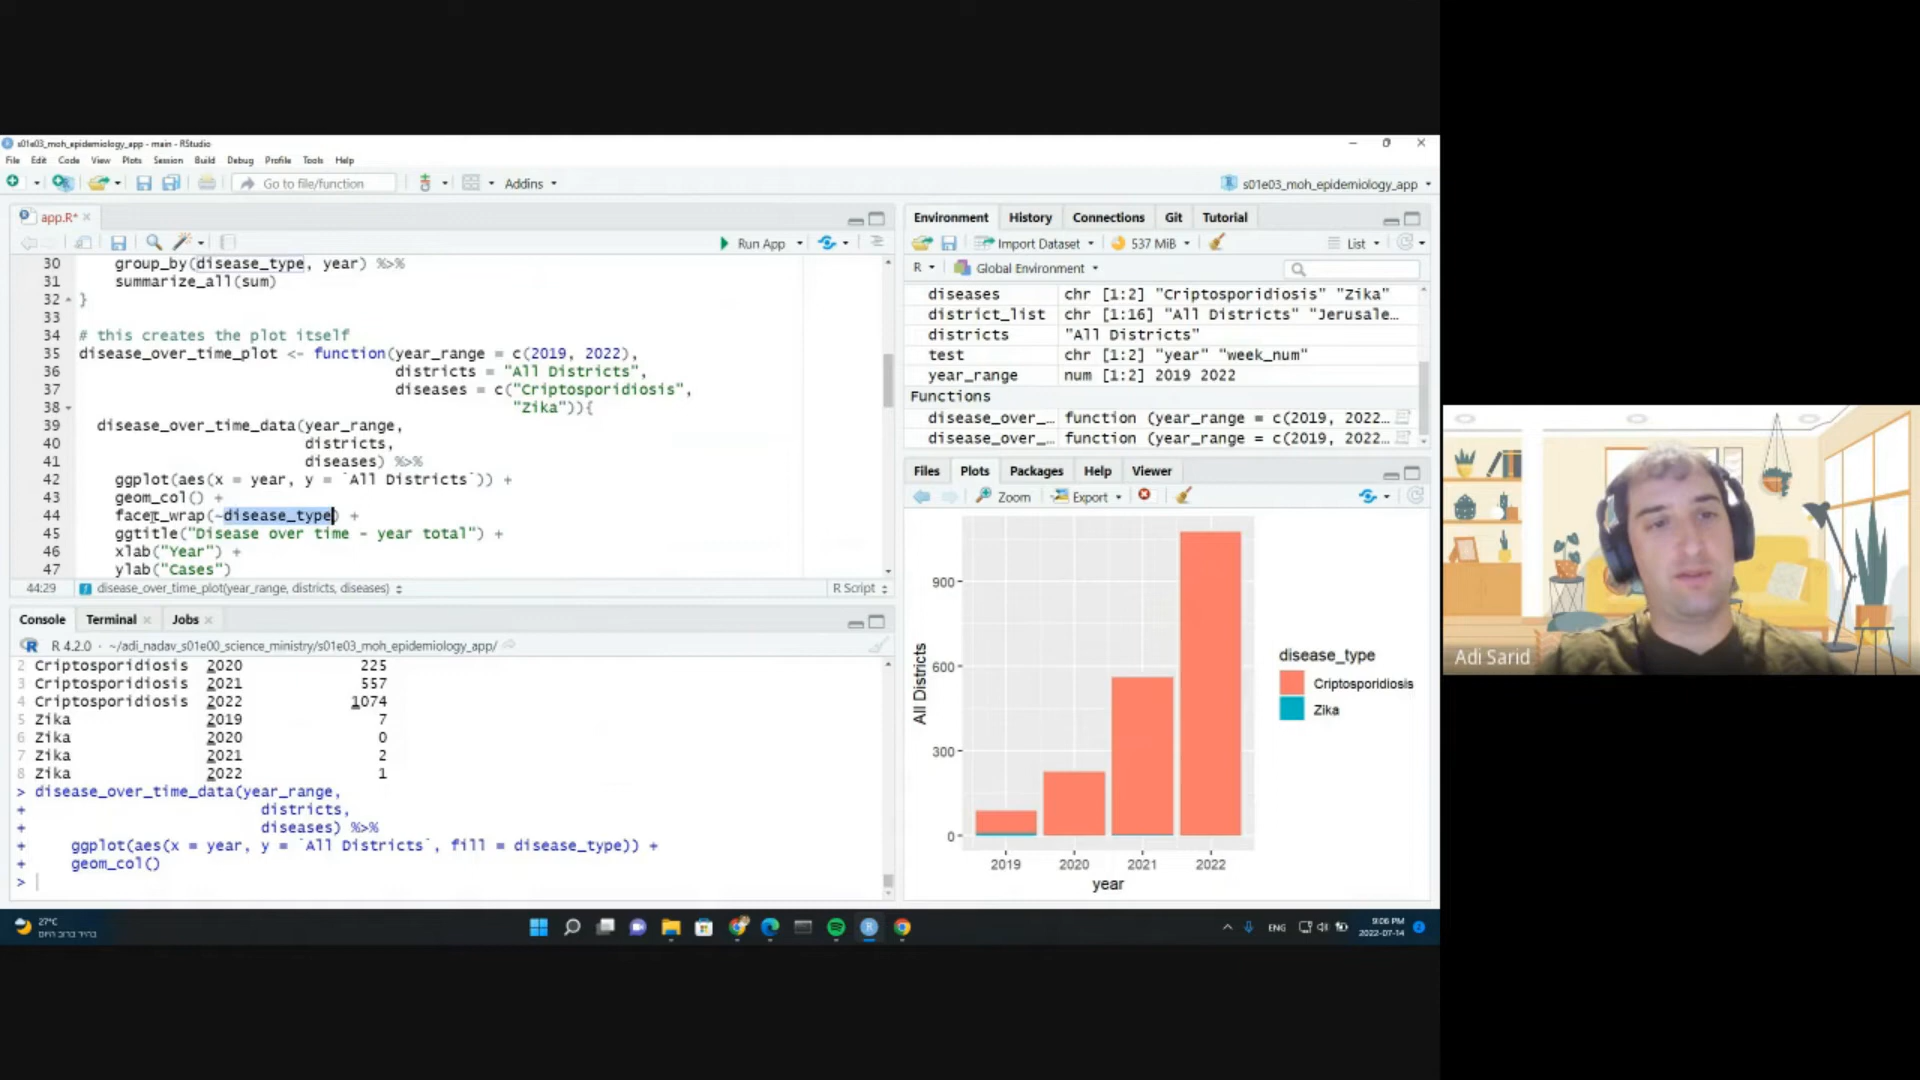 s01e03_moh_epidemiology_app - main - RStudio
File Edit Code View Plots Session Build Debug Profile Tools Help
Go to file/function
Addins
s01e03_moh_epidemiology_app
app.R*
Run App
30 group_by(disease_type, year) %>%
31 summarize_all(sum)
32 }
33
34 # this creates the plot itself
35 disease_over_time_plot <- function(year_range = c(2019, 2022),
36 districts = "All Districts",
37 diseases = c("Criptosporidiosis",
38 "Zika")){
39 disease_over_time_data(year_range,
40 districts,
41 diseases) %>%
42 ggplot(aes(x = year, y = `All Districts`)) +
43 geom_col() +
44 facet_wrap(~disease_type) +
45 ggtitle("Disease over time - year total") +
46 xlab("Year") +
47 ylab("Cases")
44:29 disease_over_time_plot(year_range, districts, diseases)
R Script
Console Terminal Jobs
R 4.2.0 · ~/adi_nadav_s01e00_science_ministry/s01e03_moh_epidemiology_app/
2 Criptosporidiosis 2020 225
3 Criptosporidiosis 2021 557
4 Criptosporidiosis 2022 1074
5 Zika 2019 7
6 Zika 2020 0
7 Zika 2021 2
8 Zika 2022 1
> disease_over_time_data(year_range,
+ districts,
+ diseases) %>%
+ ggplot(aes(x = year, y = `All Districts`, fill = disease_type)) +
+ geom_col()
>
Environment History Connections Git Tutorial
Import Dataset 537 MiB List
R Global Environment
diseases chr [1:2] "Criptosporidiosis" "Zika"
district_list chr [1:16] "All Districts" "Jerusale…
districts "All Districts"
test chr [1:2] "year" "week_num"
year_range num [1:2] 2019 2022
Functions
disease_over_… function (year_range = c(2019, 2022…
disease_over_… function (year_range = c(2019, 2022…
Files Plots Packages Help Viewer
Zoom Export
All Districts
900
600
300
0
2019 2020 2021 2022
year
disease_type
Criptosporidiosis
Zika
Adi Sarid
27°C
ENG
9:06 PM
2022-07-14